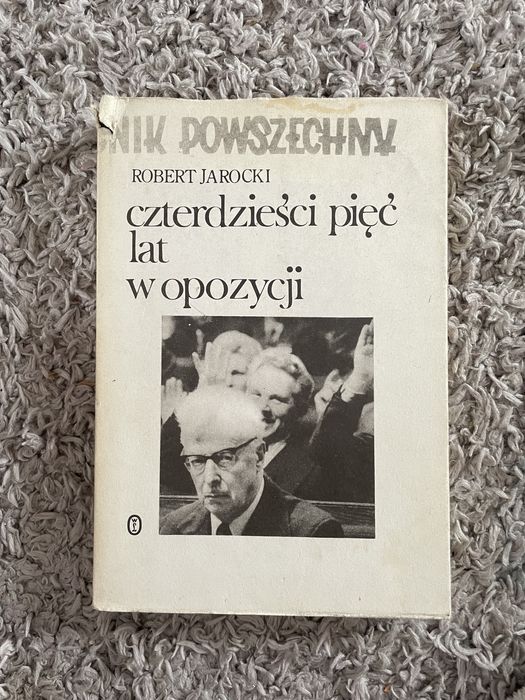 NIK POWSZECHNY
ROBERT JAROCKI
czterdzieści pięć
lat
w opozycji